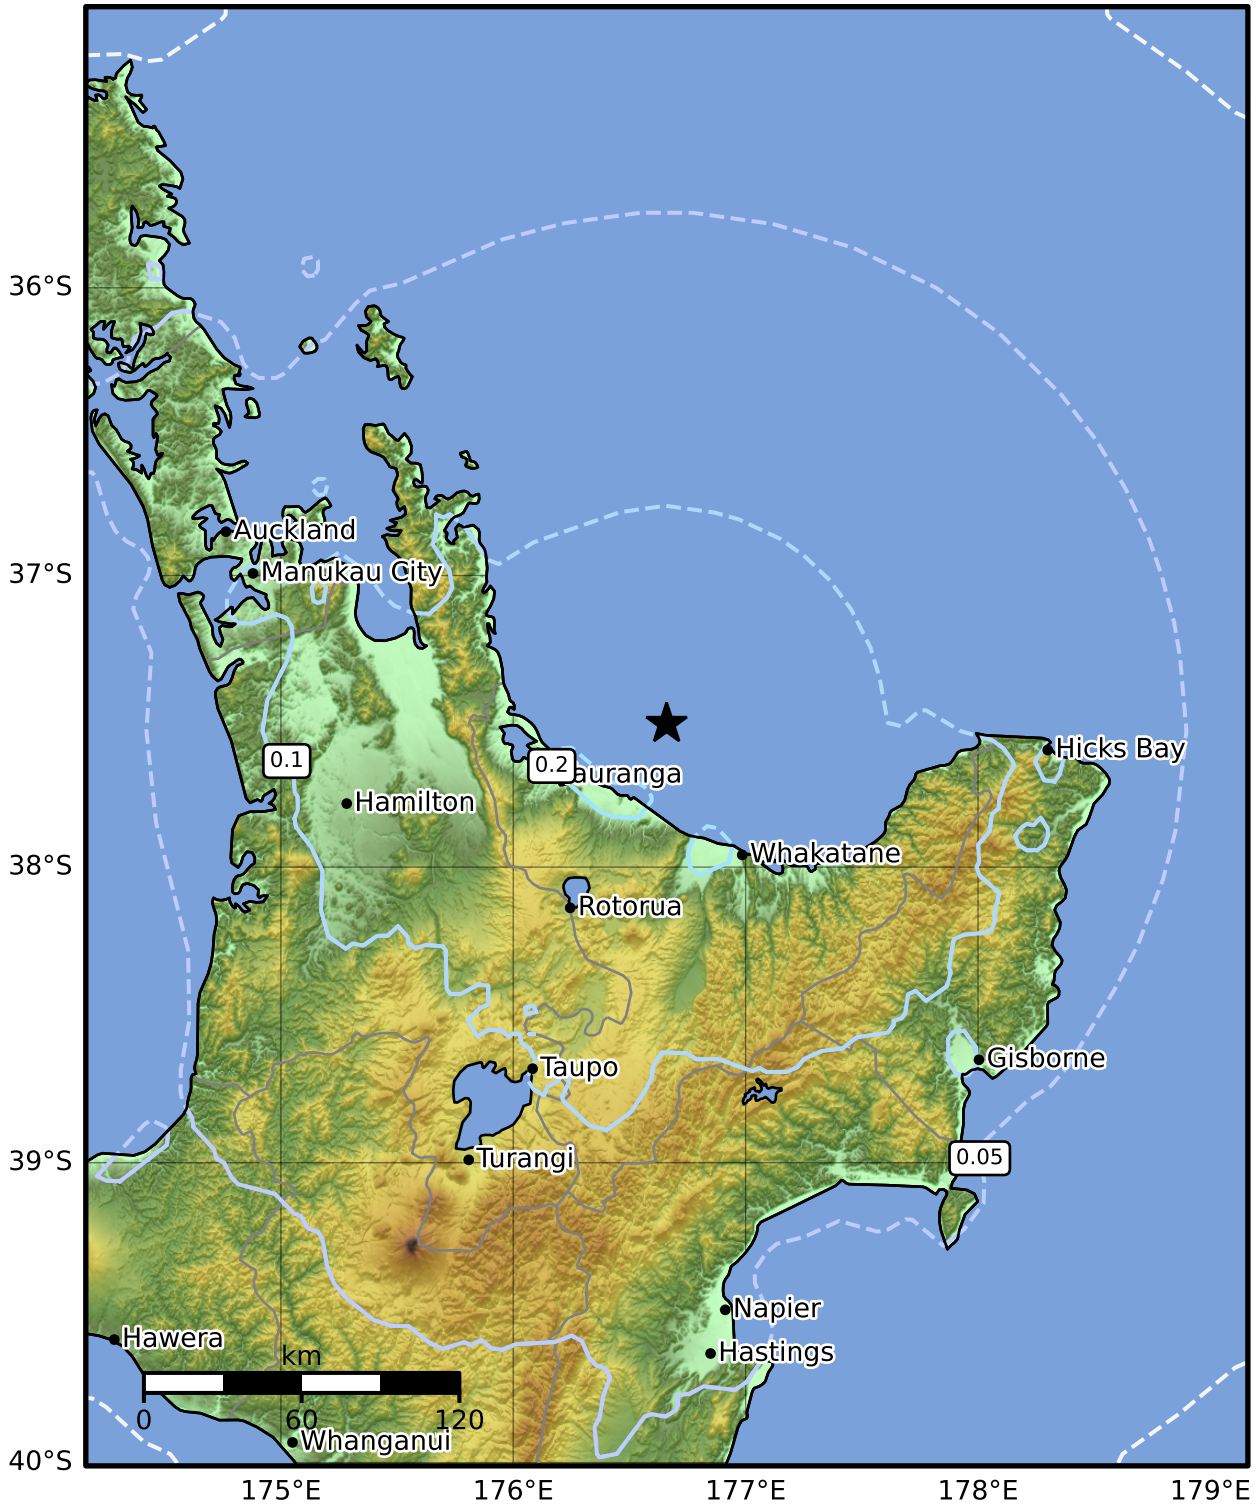 36°S
Auckland
37°S
Manukau City
Hicks Bay
0.1
0.2
auranga
Hamilton
38°S
Whakatane
Rotorua
Gisborne
Taupo
39°S
Turangi
0.05
Napier
Hawera
Hastings
km
0 60 120
Whanganui
40°S
175°E 176°E 177°E 178°E 179°E